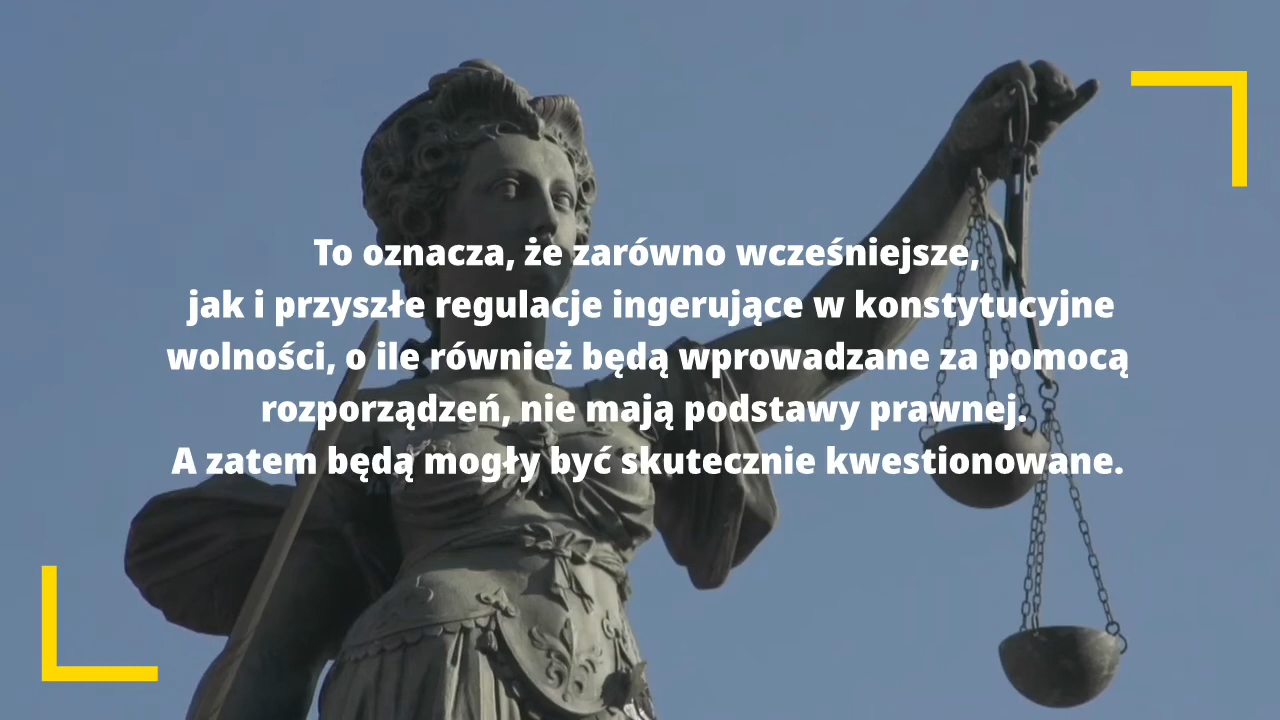 To oznacza, że zarówno wcześniejsze,
jak i przyszłe regulacje ingerujące w konstytucyjne
wolności, o ile również będą wprowadzane za pomocą
rozporządzeń, nie mają podstawy prawnej.
A zatem będą mogły być skutecznie kwestionowane.